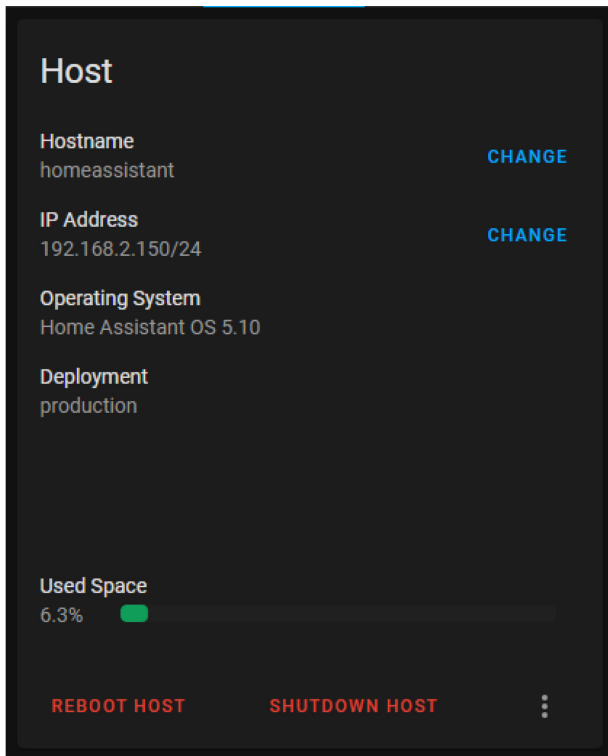 Host
Hostname
homeassistant
CHANGE
IP Address
192.168.2.150/24
CHANGE
Operating System
Home Assistant OS 5.10
Deployment
production
Used Space
6.3%
REBOOT HOST SHUTDOWN HOST